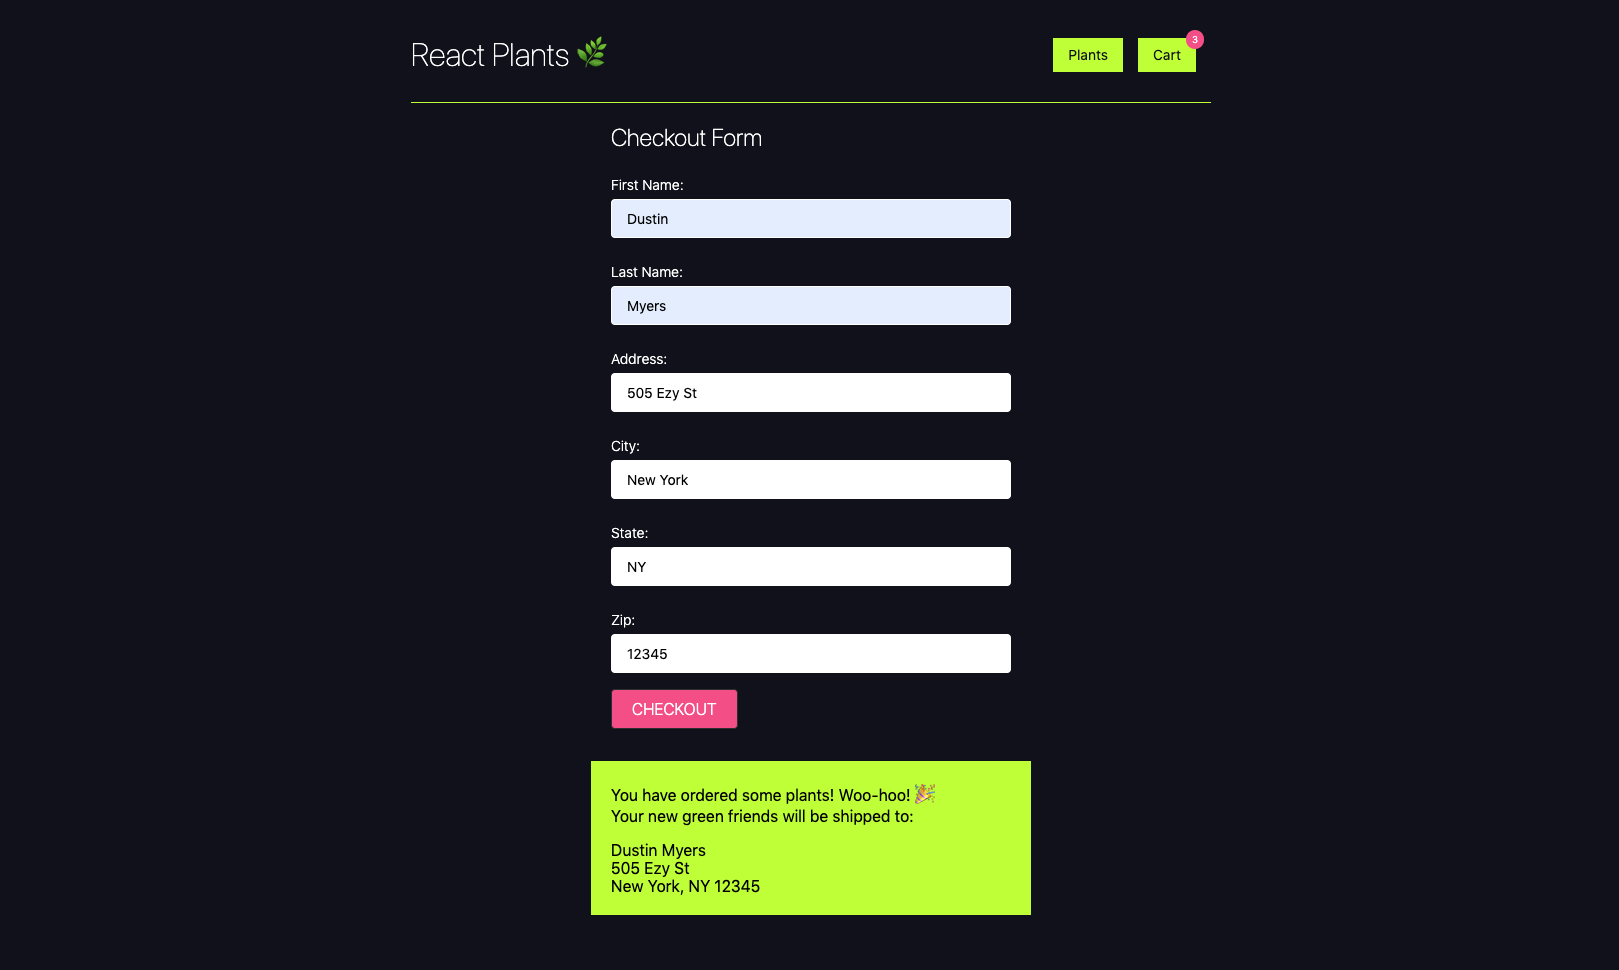 React Plants 🌿
Plants
Cart
3
Checkout Form
First Name:
Dustin
Last Name:
Myers
Address:
505 Ezy St
City:
New York
State:
NY
Zip:
12345
CHECKOUT
You have ordered some plants! Woo-hoo! 🎉
Your new green friends will be shipped to:
Dustin Myers
505 Ezy St
New York, NY 12345